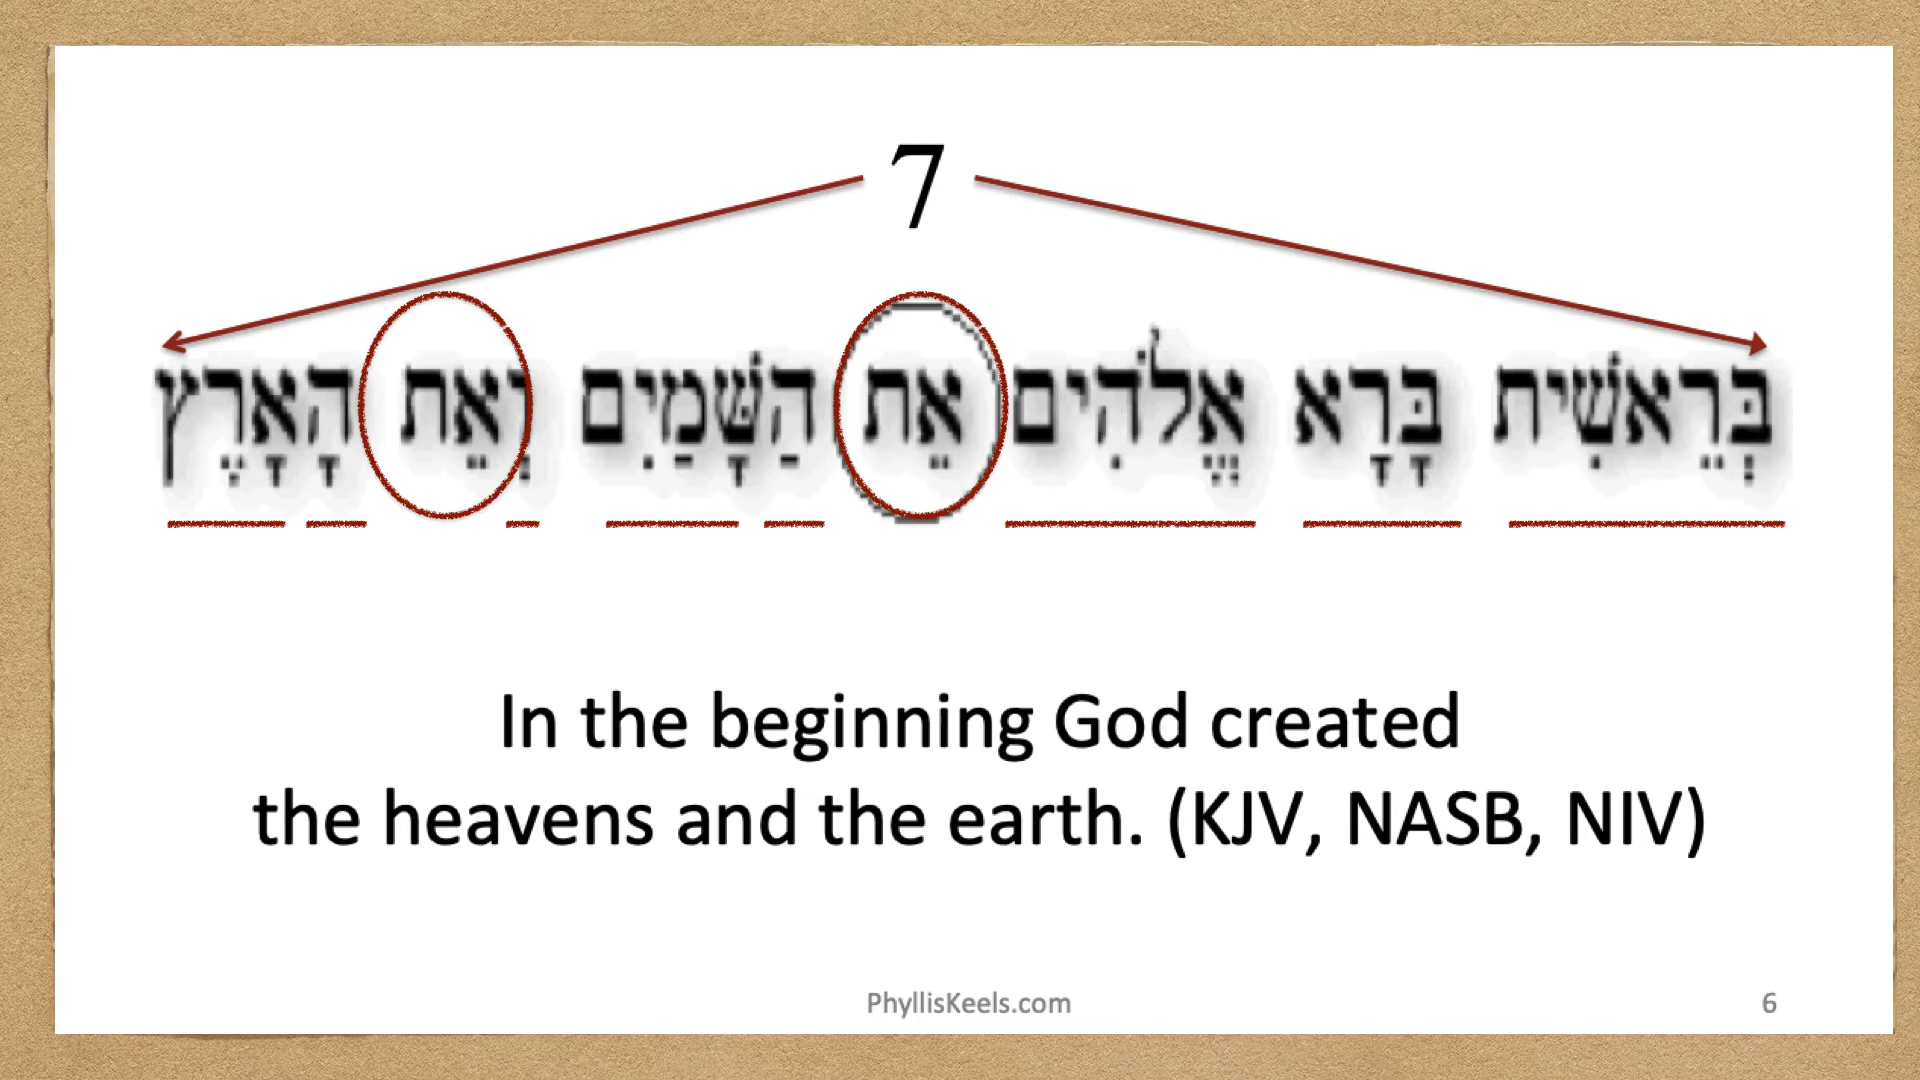 7
בְּרֵאשִׁית בָּרָא אֱלֹהִים אֵת הַשָּׁמַיִם וְאֵת הָאָרֶץ
In the beginning God created
the heavens and the earth. (KJV, NASB, NIV)
PhyllisKeels.com
6